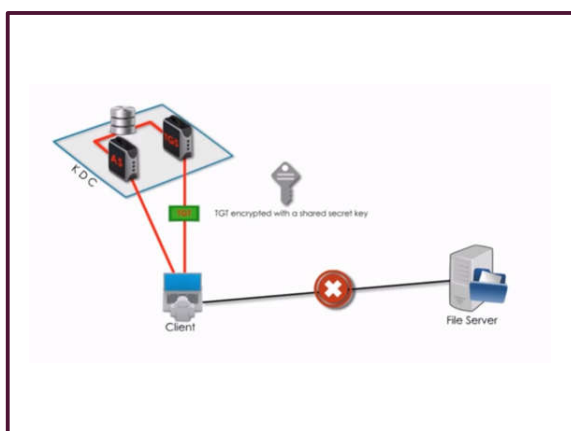 AS
TGS
KDC
TGT
TGT encrypted with a shared secret key
Client
File Server